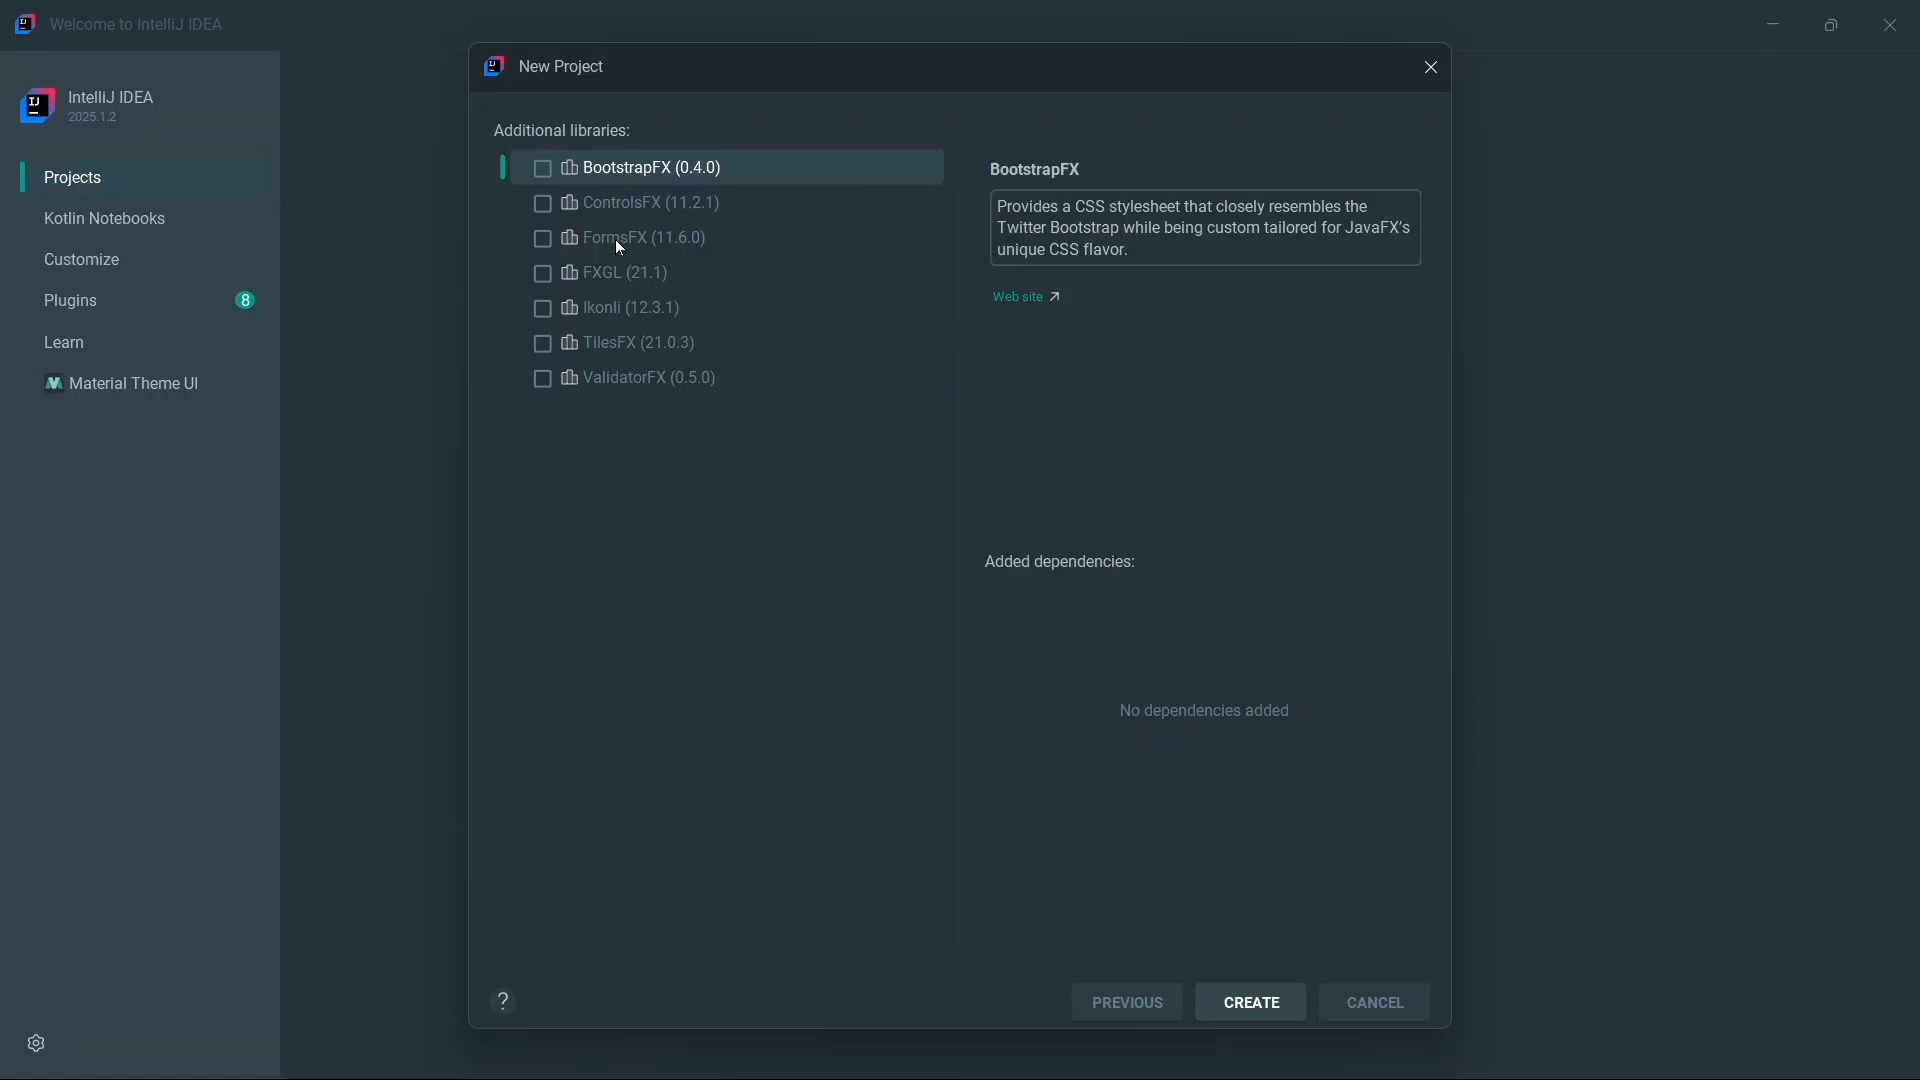 Welcome to IntelliJ IDEA
IntelliJ IDEA
2025.1.2
Projects
Kotlin Notebooks
Customize
Plugins
8
Learn
Material Theme UI
New Project
Additional libraries:
BootstrapFX (0.4.0)
ControlsFX (11.2.1)
FormsFX (11.6.0)
FXGL (21.1)
Ikonli (12.3.1)
TilesFX (21.0.3)
ValidatorFX (0.5.0)
BootstrapFX
Provides a CSS stylesheet that closely resembles the
Twitter Bootstrap while being custom tailored for JavaFX's
unique CSS flavor.
Web site ↗
Added dependencies:
No dependencies added
?
PREVIOUS
CREATE
CANCEL